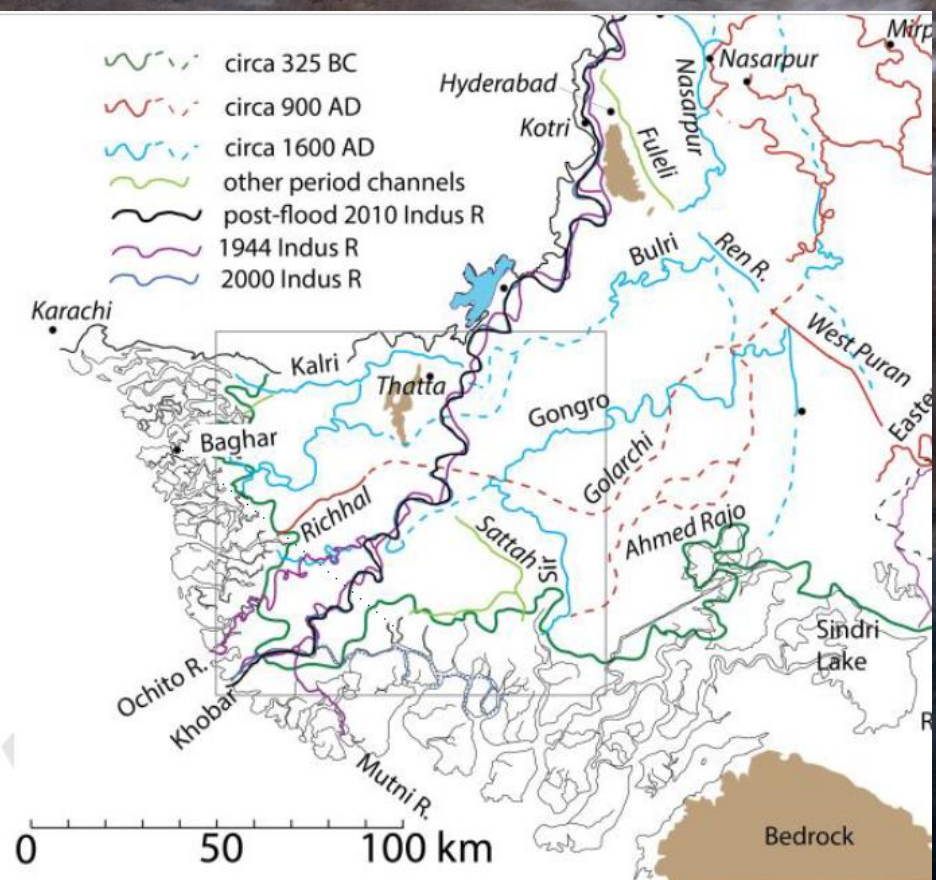 Mirp
circa 325 BC
Nasarpur
Hyderabad
circa 900 AD
Nasarpur
Kotri
circa 1600 AD
Fuleli
other period channels
post-flood 2010 Indus R
1944 Indus R
Bulri
Ren R.
2000 Indus R
Karachi
West Puran
Kalri
Thatta
Gongro
Easte
Baghar
Golarchi
Richhal
Sattah
Ahmed Rajo
Sir
Sindri
Lake
Ochito R.
Khobar
R
Mutni R.
Bedrock
0 50 100 km